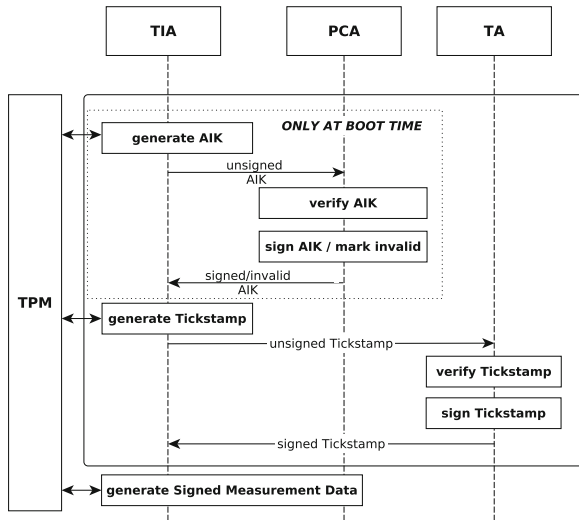 TIA
PCA
TA
ONLY AT BOOT TIME
generate AIK
unsigned
AIK
verify AIK
sign AIK / mark invalid
signed/invalid
AIK
TPM
generate Tickstamp
unsigned Tickstamp
verify Tickstamp
sign Tickstamp
signed Tickstamp
generate Signed Measurement Data